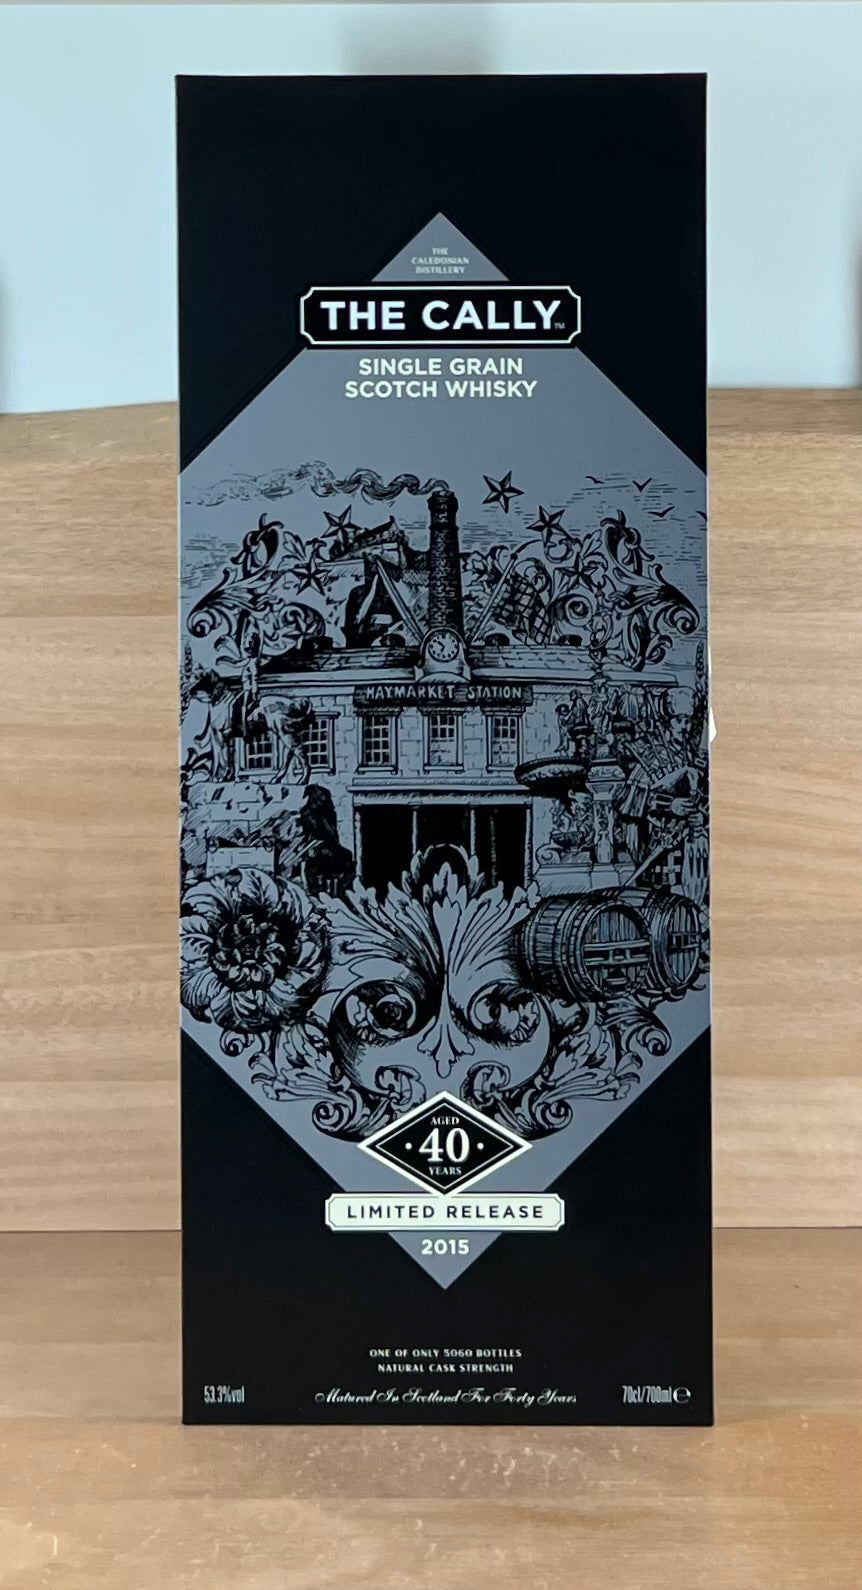 THE
CALEDONIAN
DISTILLERY
THE CALLY™
SINGLE GRAIN
SCOTCH WHISKY
HAYMARKET STATION
AGED
· 40 ·
YEARS
LIMITED RELEASE
2015
ONE OF ONLY 5060 BOTTLES
NATURAL CASK STRENGTH
53.3%vol
Matured In Scotland For Forty Years
70cl/700ml ℮